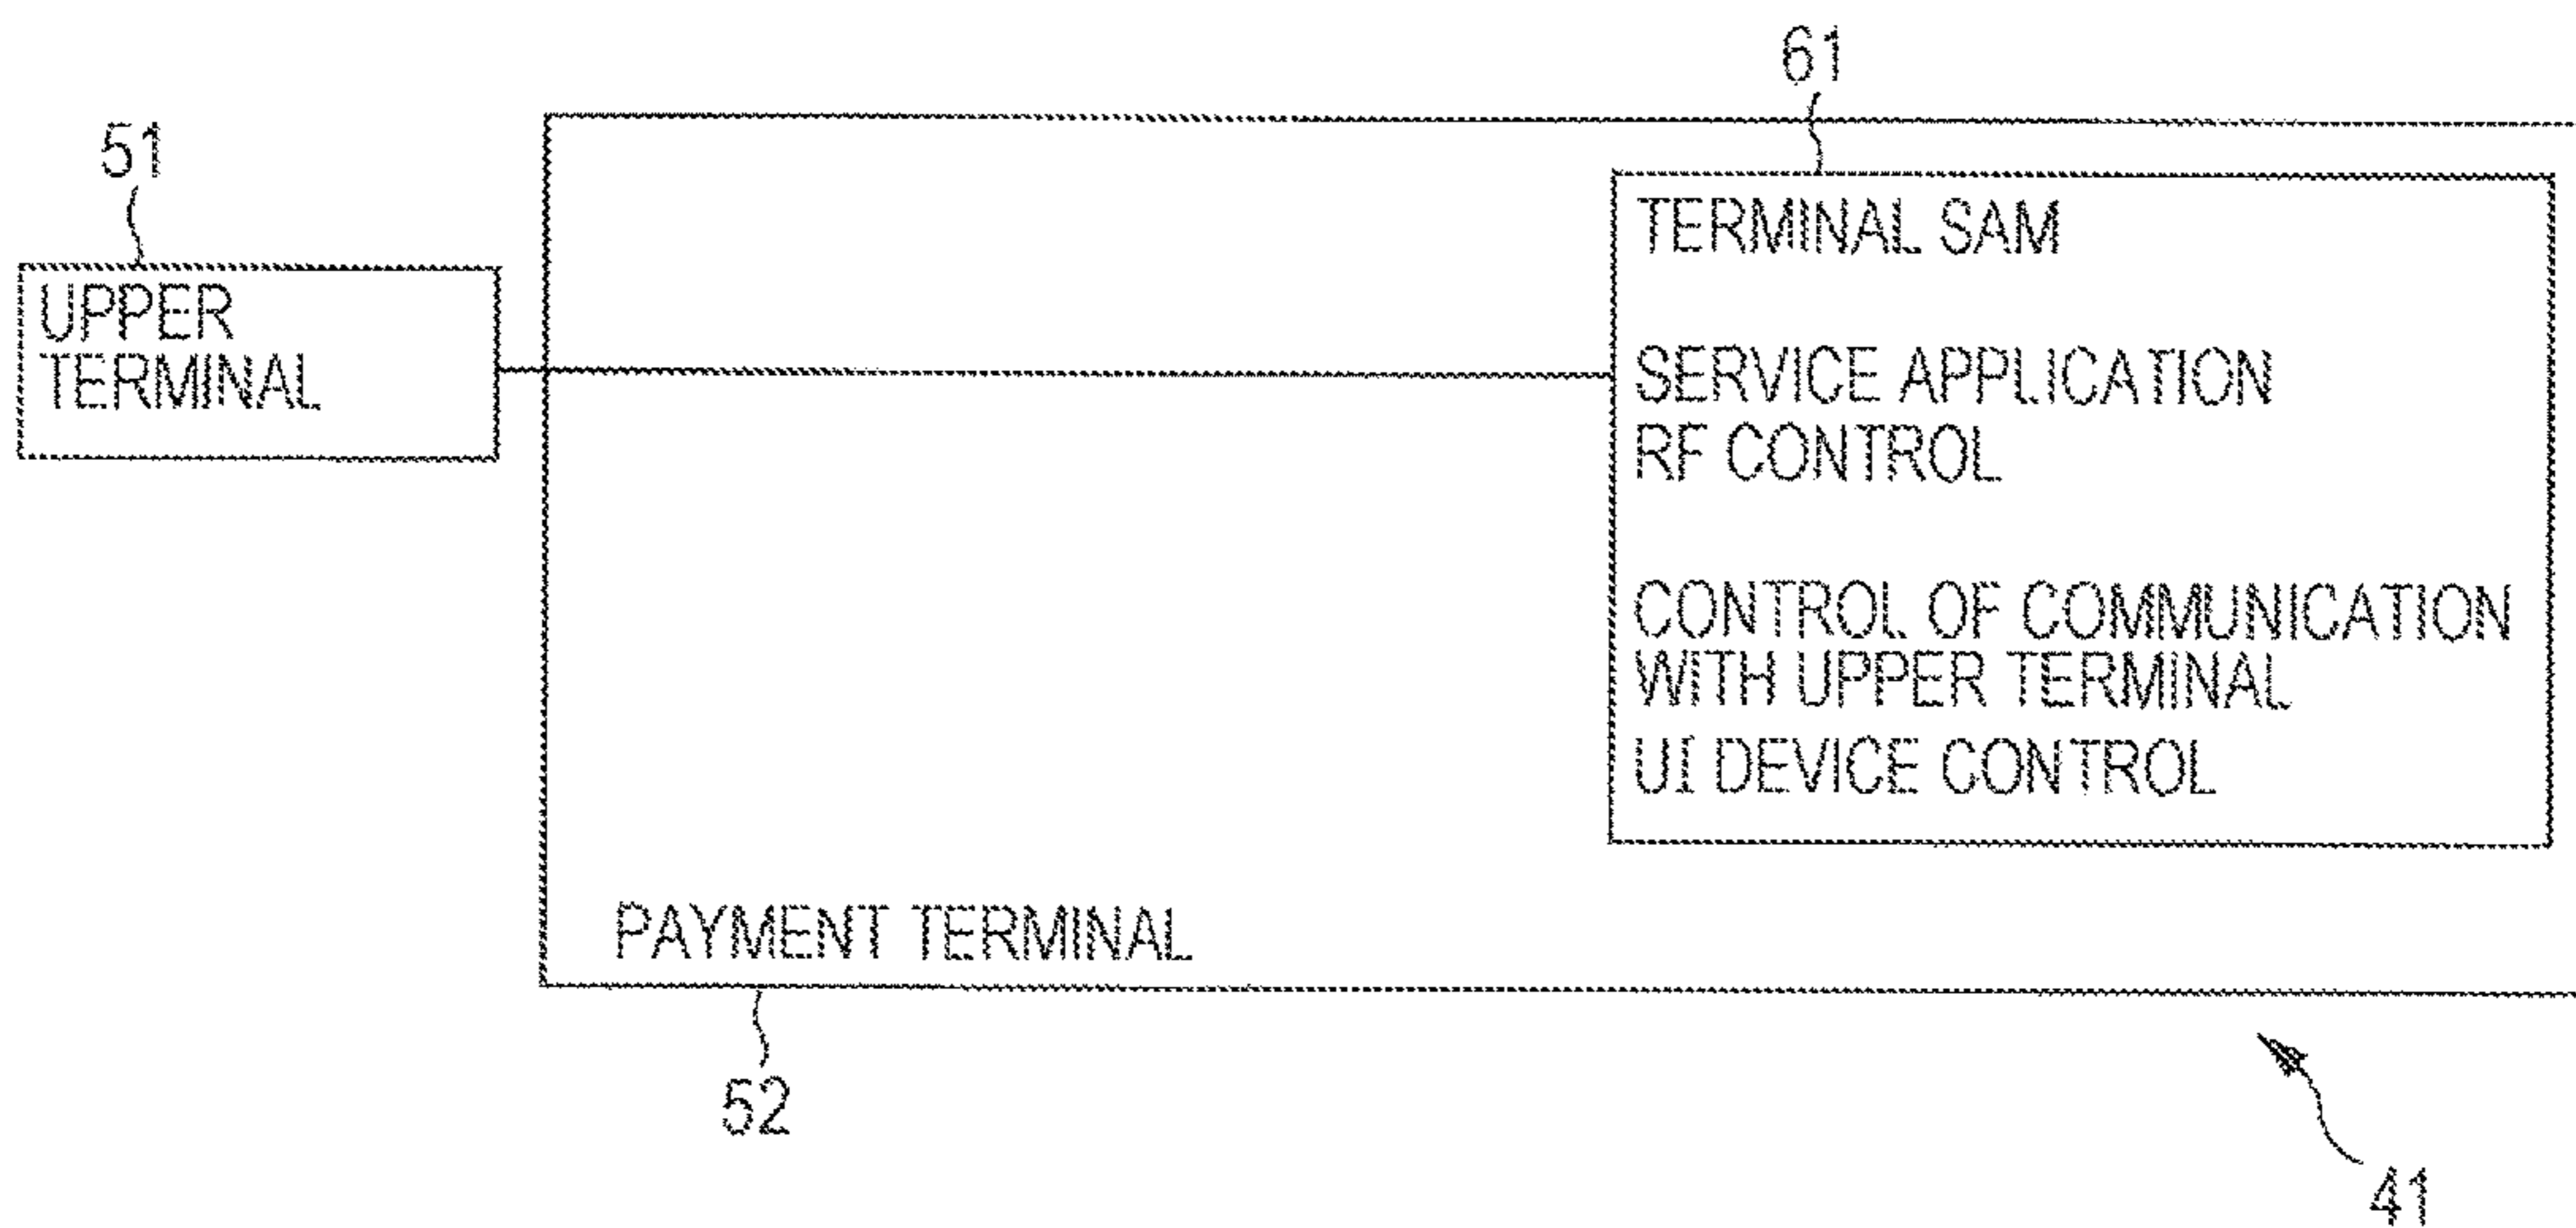 61
51
TERMINAL SAM
UPPER
TERMINAL
SERVICE APPLICATION
RF CONTROL
CONTROL OF COMMUNICATION
WITH UPPER TERMINAL
UI DEVICE CONTROL
PAYMENT TERMINAL
52
41